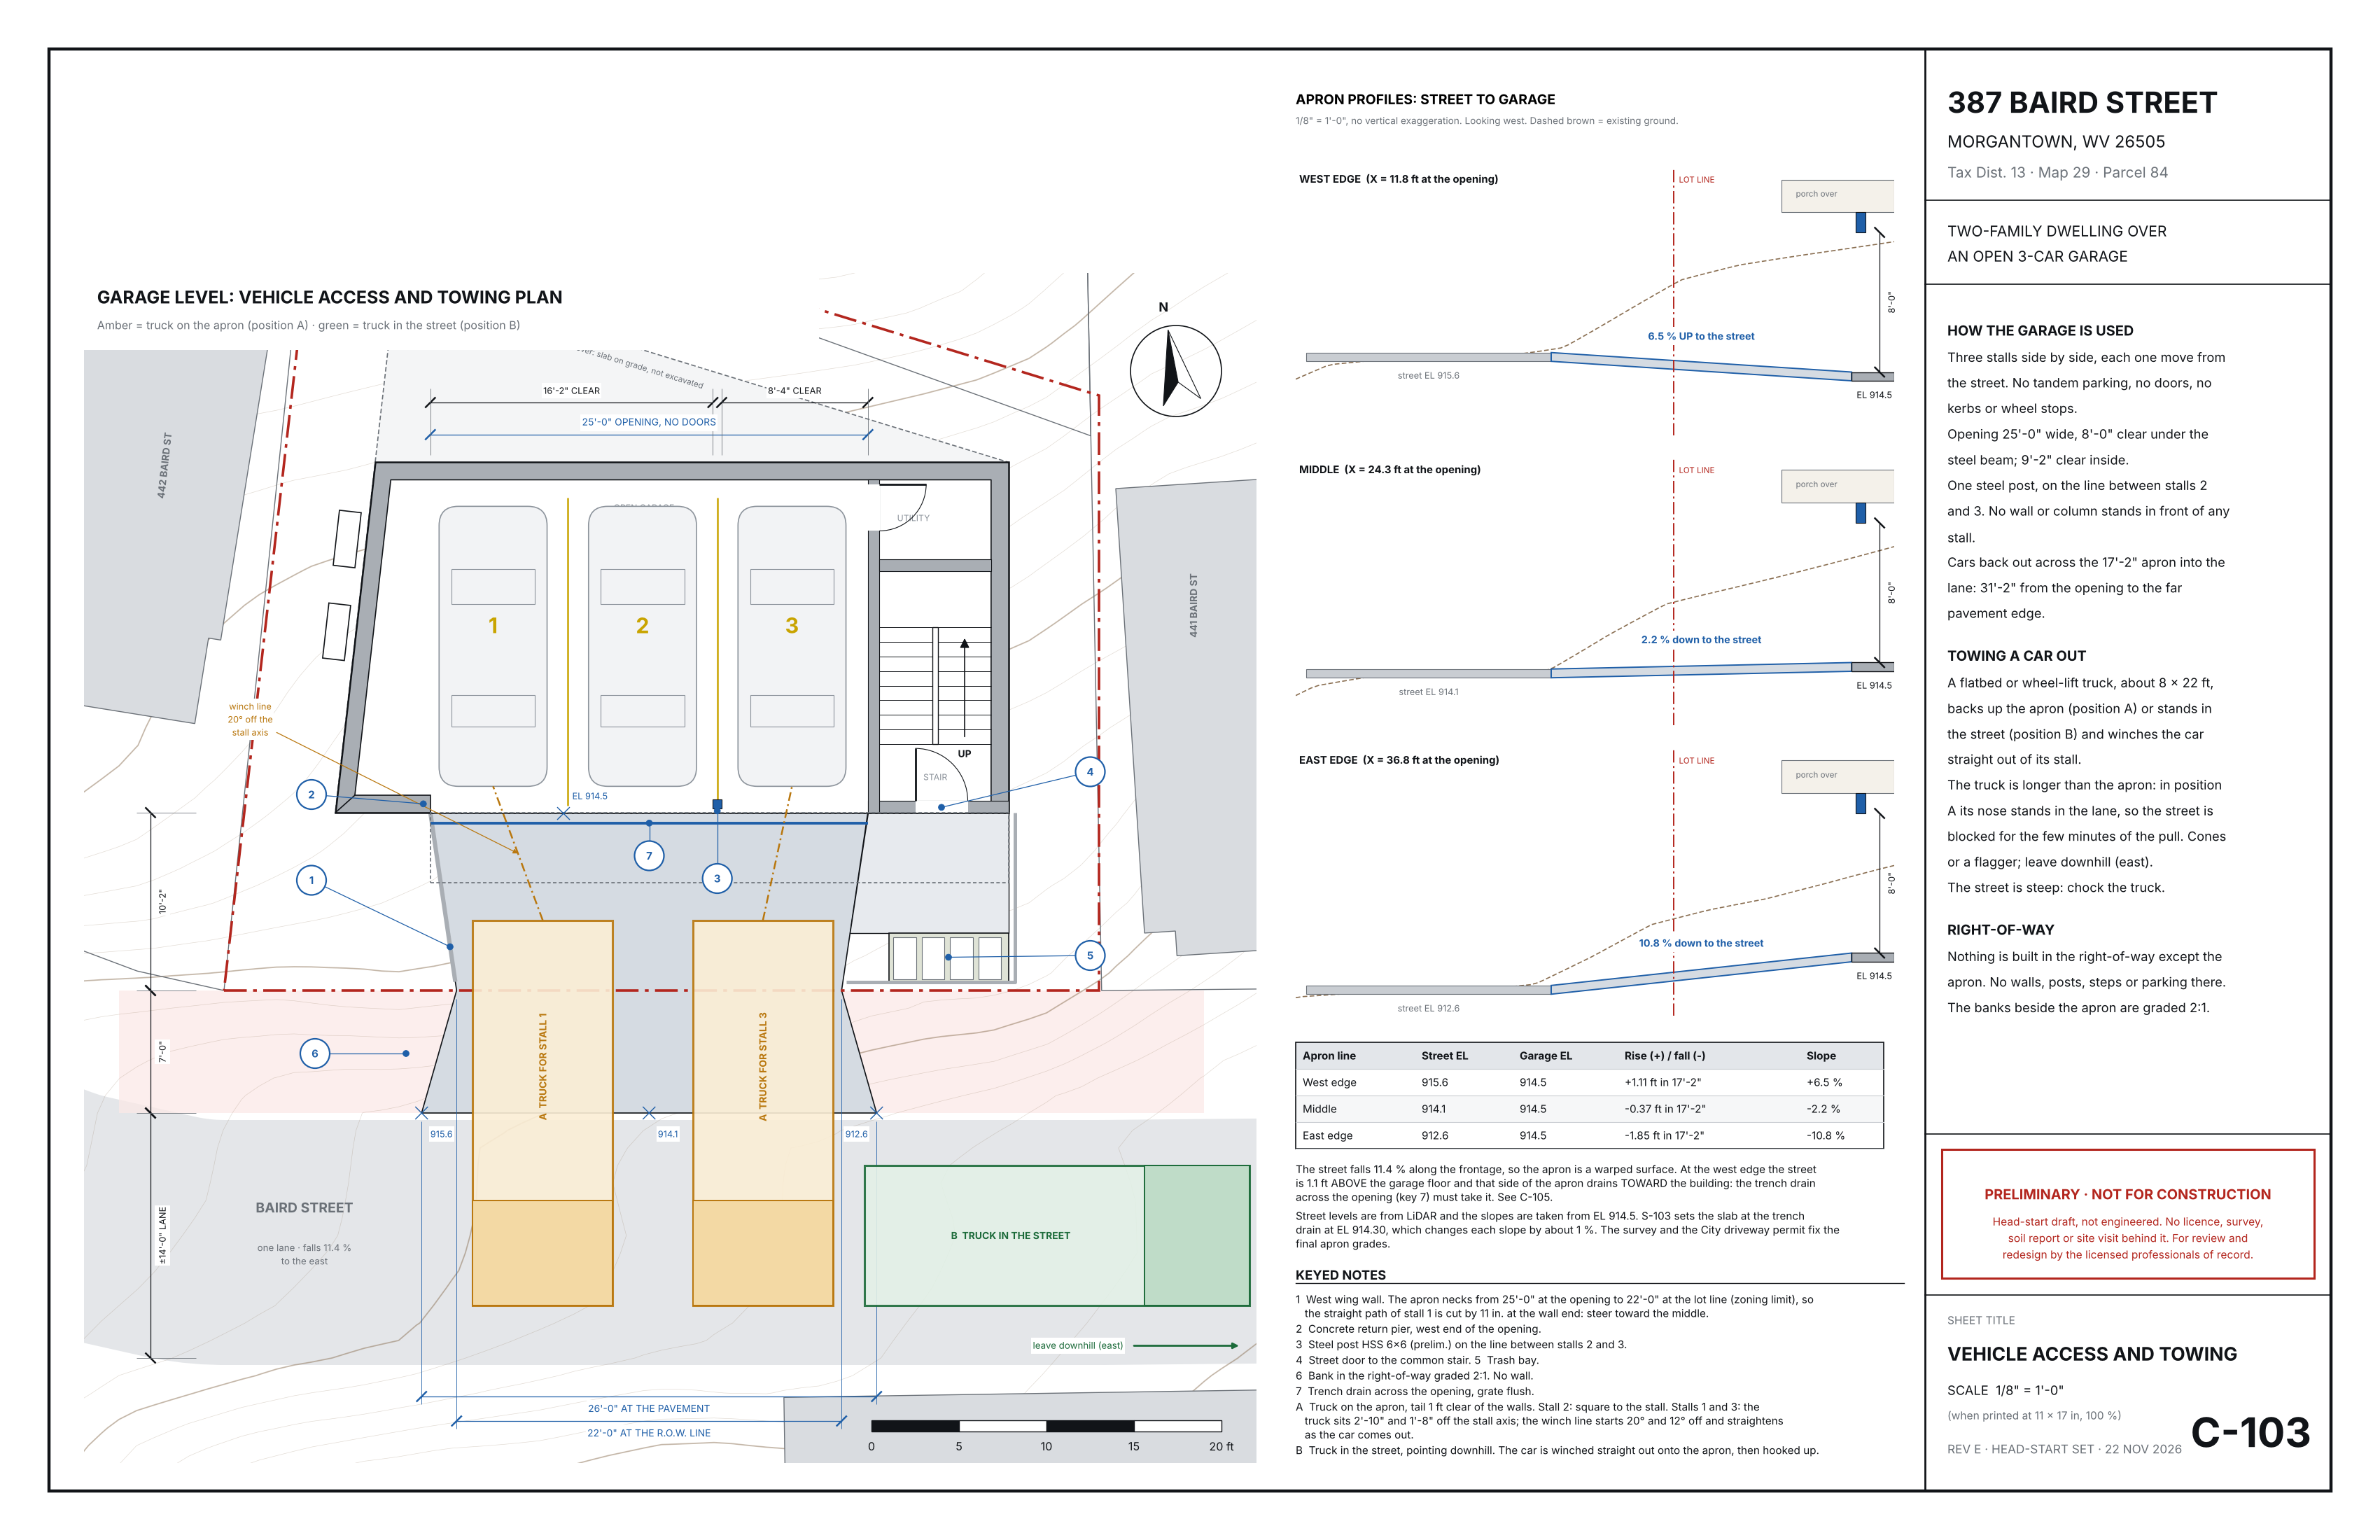 GARAGE LEVEL: VEHICLE ACCESS AND TOWING PLAN
Amber = truck on the apron (position A) · green = truck in the street (position B)
slab on grade, not excavated
N
16'-2" CLEAR
8'-4" CLEAR
25'-0" OPENING, NO DOORS
442 BAIRD ST
441 BAIRD ST
UTILITY
1
2
3
UP
STAIR
winch line
20° off the
stall axis
EL 914.5
2
4
7
3
1
5
6
10'-2"
7'-0"
±14'-0" LANE
A TRUCK FOR STALL 1
A TRUCK FOR STALL 3
915.6
914.1
912.6
BAIRD STREET
one lane · falls 11.4 %
to the east
B TRUCK IN THE STREET
leave downhill (east)
26'-0" AT THE PAVEMENT
22'-0" AT THE R.O.W. LINE
0 5 10 15 20 ft
APRON PROFILES: STREET TO GARAGE
1/8" = 1'-0", no vertical exaggeration. Looking west. Dashed brown = existing ground.
WEST EDGE (X = 11.8 ft at the opening)
LOT LINE
porch over
8'-0"
6.5 % UP to the street
street EL 915.6
EL 914.5
MIDDLE (X = 24.3 ft at the opening)
LOT LINE
porch over
8'-0"
2.2 % down to the street
street EL 914.1
EL 914.5
EAST EDGE (X = 36.8 ft at the opening)
LOT LINE
porch over
8'-0"
10.8 % down to the street
street EL 912.6
EL 914.5
Apron line Street EL Garage EL Rise (+) / fall (-) Slope
West edge 915.6 914.5 +1.11 ft in 17'-2" +6.5 %
Middle 914.1 914.5 -0.37 ft in 17'-2" -2.2 %
East edge 912.6 914.5 -1.85 ft in 17'-2" -10.8 %
The street falls 11.4 % along the frontage, so the apron is a warped surface. At the west edge the street
is 1.1 ft ABOVE the garage floor and that side of the apron drains TOWARD the building: the trench drain
across the opening (key 7) must take it. See C-105.
Street levels are from LiDAR and the slopes are taken from EL 914.5. S-103 sets the slab at the trench
drain at EL 914.30, which changes each slope by about 1 %. The survey and the City driveway permit fix the
final apron grades.
KEYED NOTES
1 West wing wall. The apron necks from 25'-0" at the opening to 22'-0" at the lot line (zoning limit), so
the straight path of stall 1 is cut by 11 in. at the wall end: steer toward the middle.
2 Concrete return pier, west end of the opening.
3 Steel post HSS 6×6 (prelim.) on the line between stalls 2 and 3.
4 Street door to the common stair. 5 Trash bay.
6 Bank in the right-of-way graded 2:1. No wall.
7 Trench drain across the opening, grate flush.
A Truck on the apron, tail 1 ft clear of the walls. Stall 2: square to the stall. Stalls 1 and 3: the
truck sits 2'-10" and 1'-8" off the stall axis; the winch line starts 20° and 12° off and straightens
as the car comes out.
B Truck in the street, pointing downhill. The car is winched straight out onto the apron, then hooked up.
387 BAIRD STREET
MORGANTOWN, WV 26505
Tax Dist. 13 · Map 29 · Parcel 84
TWO-FAMILY DWELLING OVER
AN OPEN 3-CAR GARAGE
HOW THE GARAGE IS USED
Three stalls side by side, each one move from
the street. No tandem parking, no doors, no
kerbs or wheel stops.
Opening 25'-0" wide, 8'-0" clear under the
steel beam; 9'-2" clear inside.
One steel post, on the line between stalls 2
and 3. No wall or column stands in front of any
stall.
Cars back out across the 17'-2" apron into the
lane: 31'-2" from the opening to the far
pavement edge.
TOWING A CAR OUT
A flatbed or wheel-lift truck, about 8 × 22 ft,
backs up the apron (position A) or stands in
the street (position B) and winches the car
straight out of its stall.
The truck is longer than the apron: in position
A its nose stands in the lane, so the street is
blocked for the few minutes of the pull. Cones
or a flagger; leave downhill (east).
The street is steep: chock the truck.
RIGHT-OF-WAY
Nothing is built in the right-of-way except the
apron. No walls, posts, steps or parking there.
The banks beside the apron are graded 2:1.
PRELIMINARY · NOT FOR CONSTRUCTION
Head-start draft, not engineered. No licence, survey,
soil report or site visit behind it. For review and
redesign by the licensed professionals of record.
SHEET TITLE
VEHICLE ACCESS AND TOWING
SCALE 1/8" = 1'-0"
(when printed at 11 × 17 in, 100 %)
REV E · HEAD-START SET · 22 NOV 2026
C-103